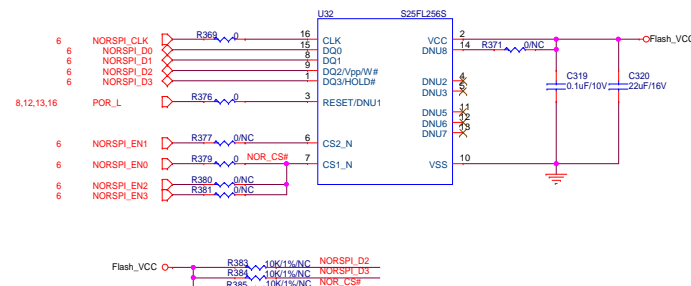 U32 S25FL256S
6 NORSPI_CLK R369 0 16 CLK VCC 2 Flash_VCC
6 NORSPI_D0 15 DQ0 DNU8 14 R371 0/NC
6 NORSPI_D1 8 DQ1
6 NORSPI_D2 9 DQ2/Vpp/W#
6 NORSPI_D3 1 DQ3/HOLD# DNU2 4
DNU3 5
C319 C320
0.1uF/10V 22uF/16V
8,12,13,16 POR_L R376 0 3 RESET/DNU1
DNU5 11
DNU6 12
DNU7 13
6 NORSPI_EN1 R377 0/NC 6 CS2_N
6 NORSPI_EN0 R379 0 NOR_CS# 7 CS1_N VSS 10
6 NORSPI_EN2 R380 0/NC
6 NORSPI_EN3 R381 0/NC
Flash_VCC R383 10K/1%/NC NORSPI_D2
R384 10K/1%/NC NORSPI_D3
R385 10K/1%/NC NOR_CS#